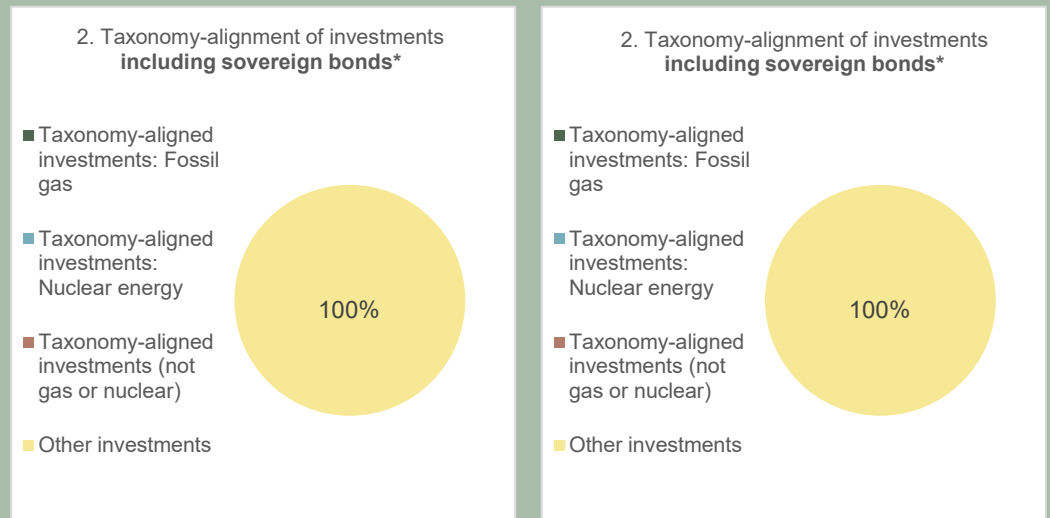 2. Taxonomy-alignment of investments
including sovereign bonds*
Taxonomy-aligned
investments: Fossil
gas
Taxonomy-aligned
investments:
Nuclear energy
Taxonomy-aligned
investments (not
gas or nuclear)
Other investments
100%
2. Taxonomy-alignment of investments
including sovereign bonds*
Taxonomy-aligned
investments: Fossil
gas
Taxonomy-aligned
investments:
Nuclear energy
Taxonomy-aligned
investments (not
gas or nuclear)
Other investments
100%